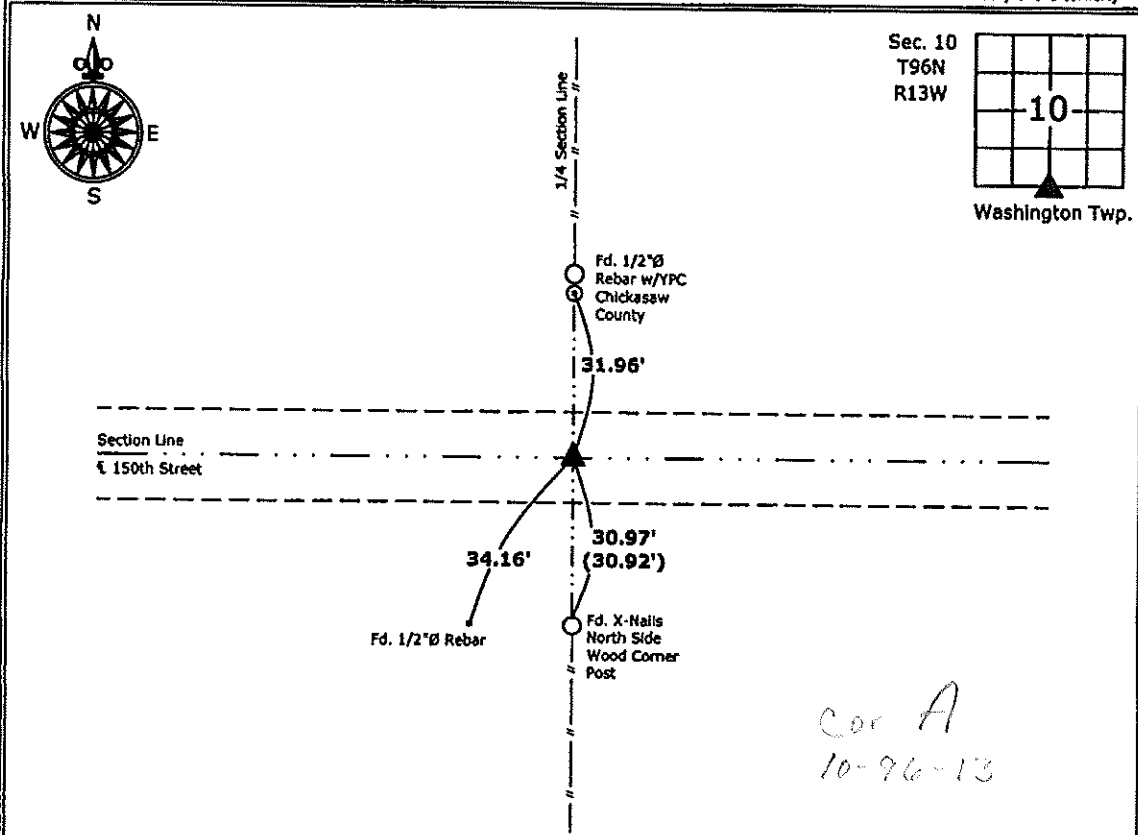 N
W
E
S
Sec. 10
T96N
R13W
10
Washington Twp.
1/4 Section Line
Fd. 1/2"Ø
Rebar w/YPC
Chickasaw
County
31.96'
Section Line
℄ 150th Street
34.16'
30.97'
(30.92')
Fd. 1/2"Ø Rebar
Fd. X-Nails
North Side
Wood Corner
Post
Cor A
10-96-13